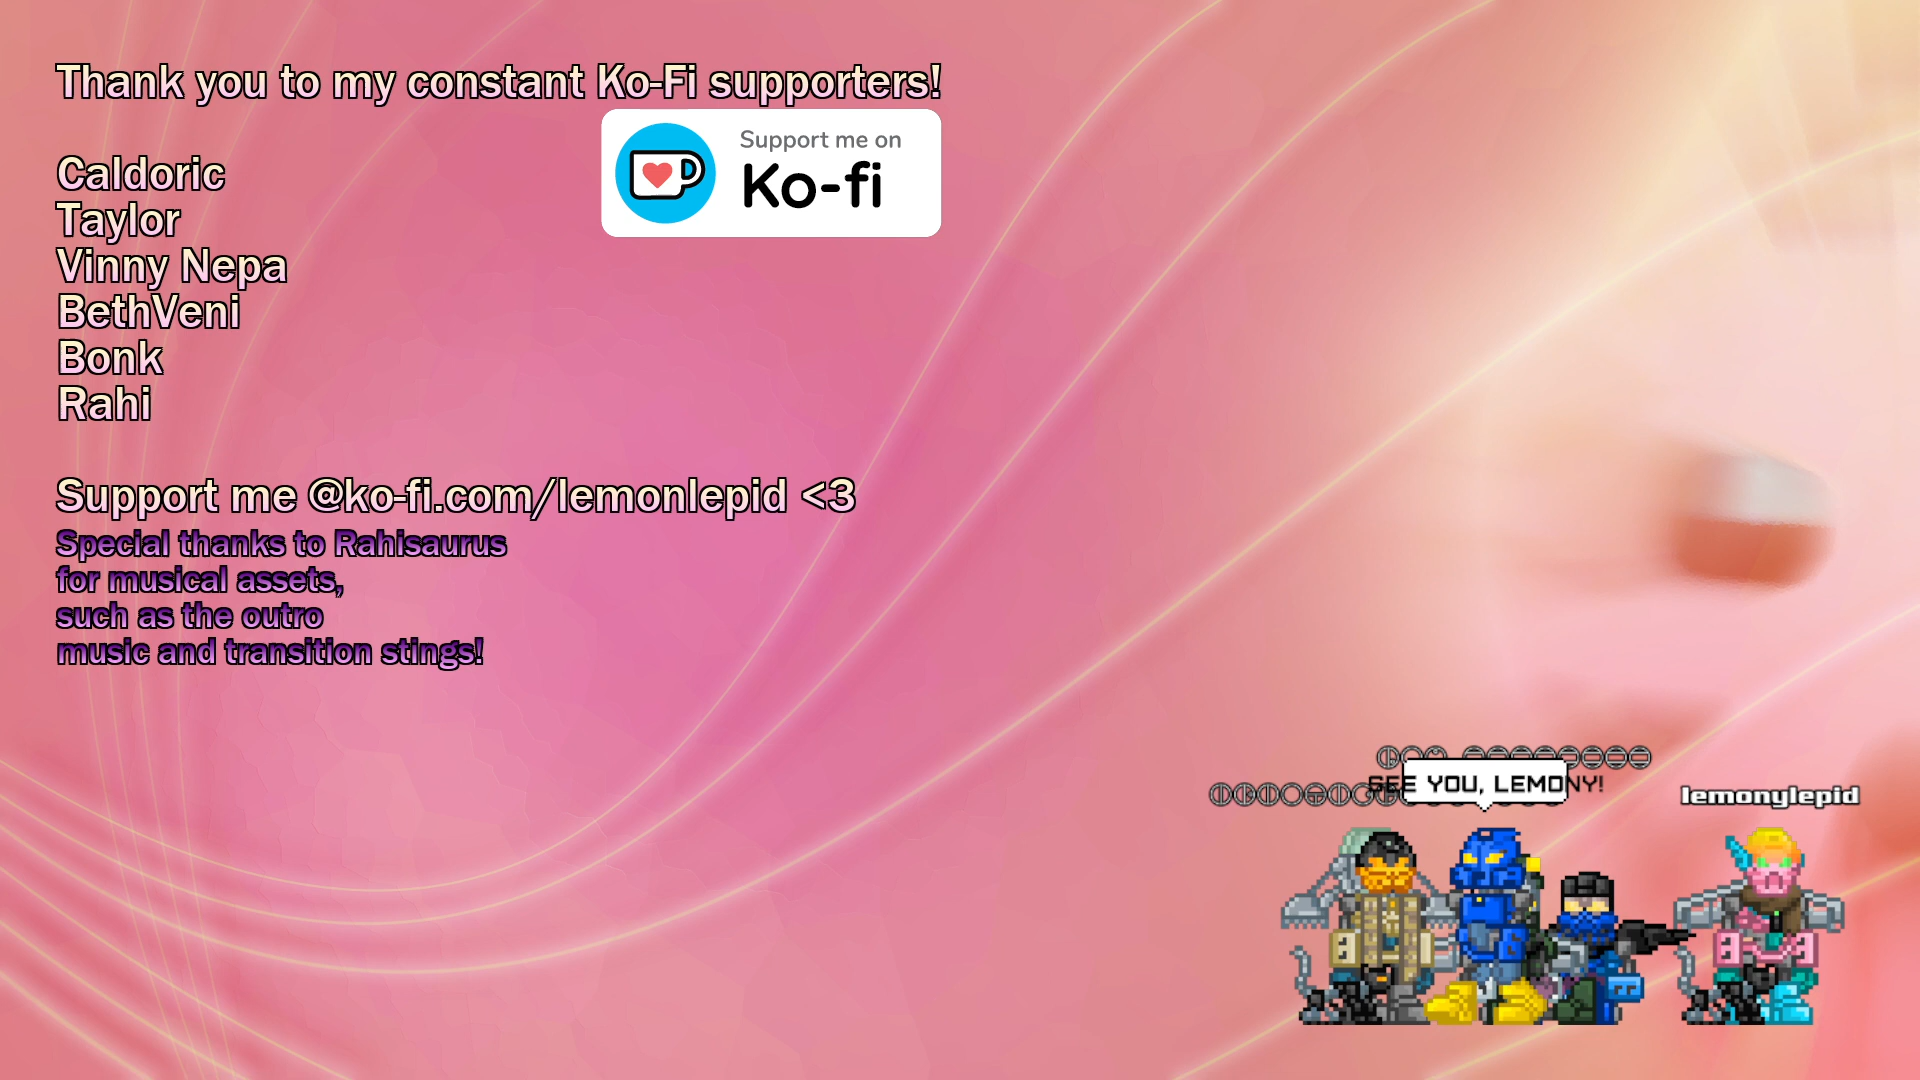 Thank you to my constant Ko-Fi supporters!
Support me on
Ko-fi
Caldoric
Taylor
Vinny Nepa
BethVeni
Bonk
Rahi
Support me @ko-fi.com/lemonlepid <3
Special thanks to Rahisaurus
for musical assets,
such as the outro
music and transition stings!
SEE YOU, LEMONY!
lemonylepid